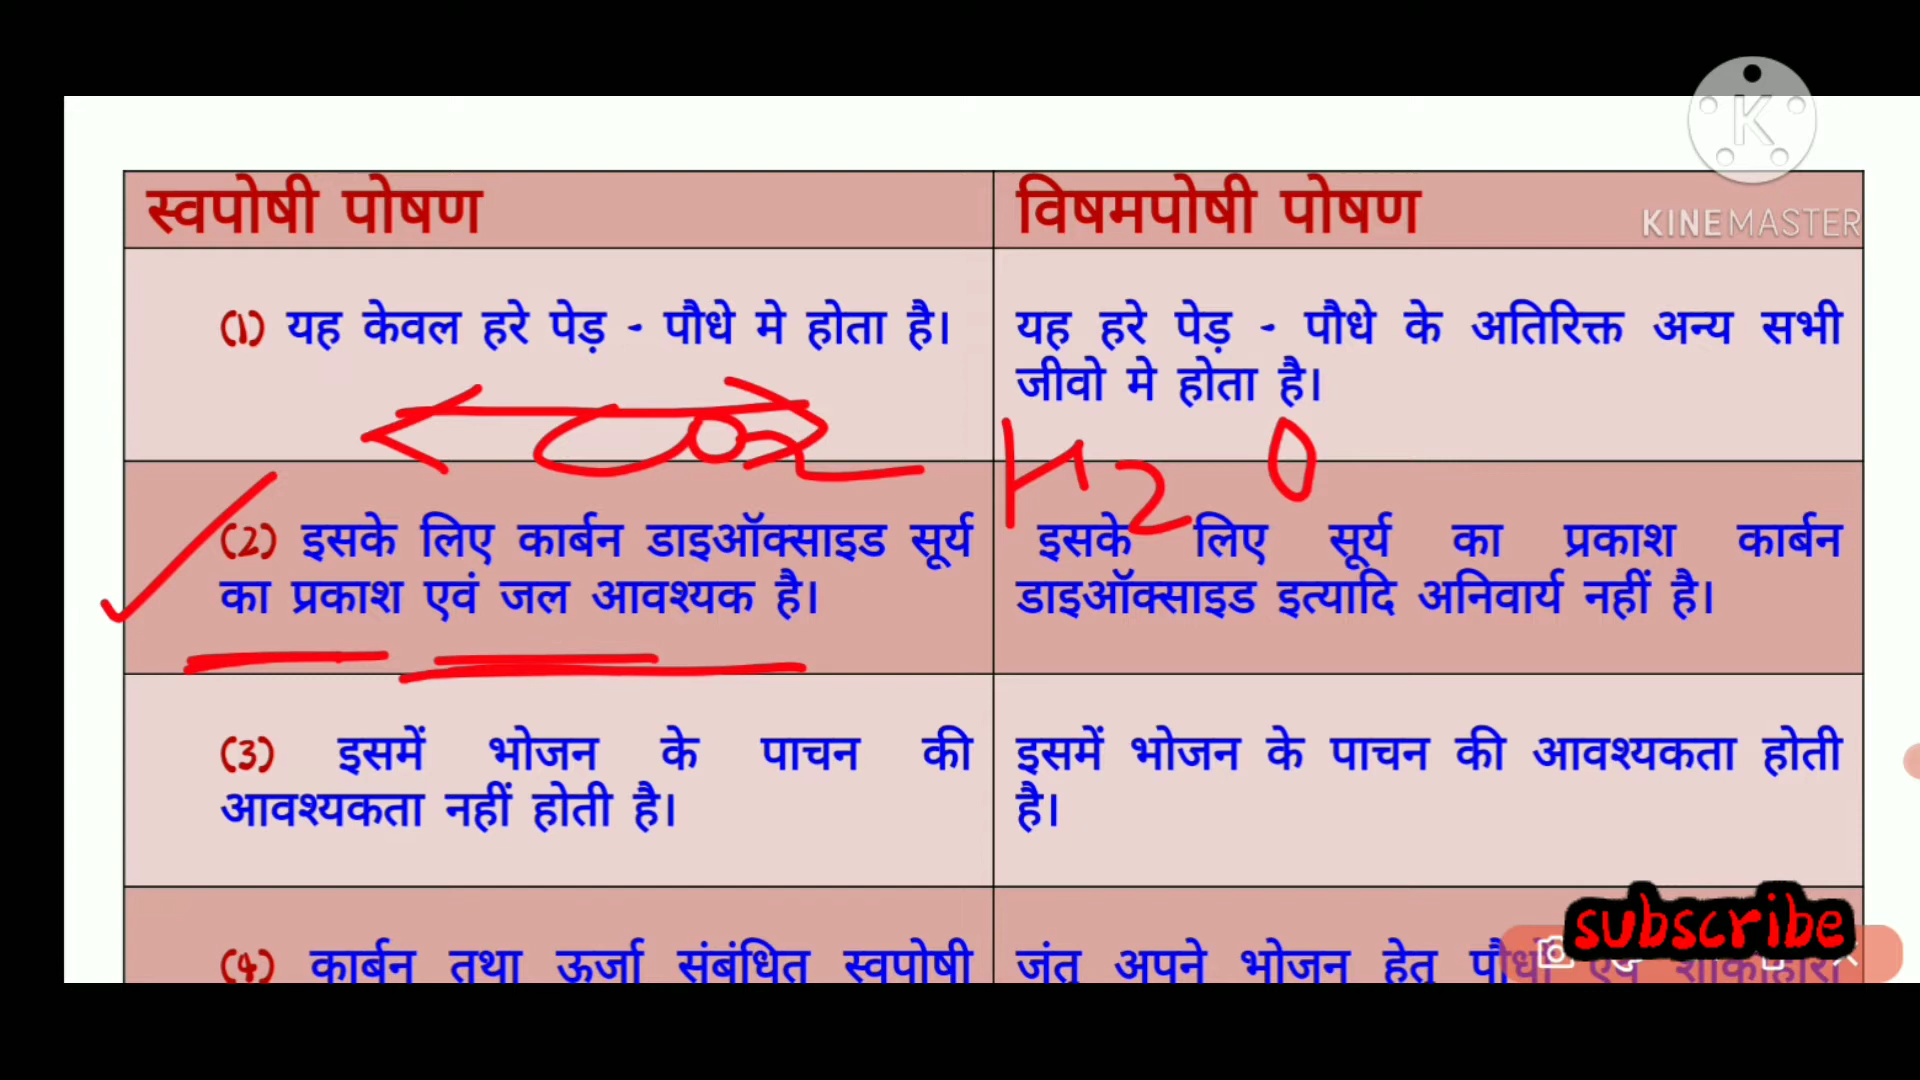 K
KINEMASTER
स्वपोषी पोषण
विषमपोषी पोषण
(1) यह केवल हरे पेड़ - पौधे मे होता है।
यह हरे पेड़ - पौधे के अतिरिक्त अन्य सभी
जीवो मे होता है।
CO2
H2O
(2) इसके लिए कार्बन डाइऑक्साइड सूर्य
का प्रकाश एवं जल आवश्यक है।
इसके लिए सूर्य का प्रकाश कार्बन
डाइऑक्साइड इत्यादि अनिवार्य नहीं है।
(3) इसमें भोजन के पाचन की
आवश्यकता नहीं होती है।
इसमें भोजन के पाचन की आवश्यकता होती
है।
(4) कार्बन तथा ऊर्जा संबंधित स्वपोषी
जंतु अपने भोजन हेतु पौधों एवं शाकाहारी
subscribe